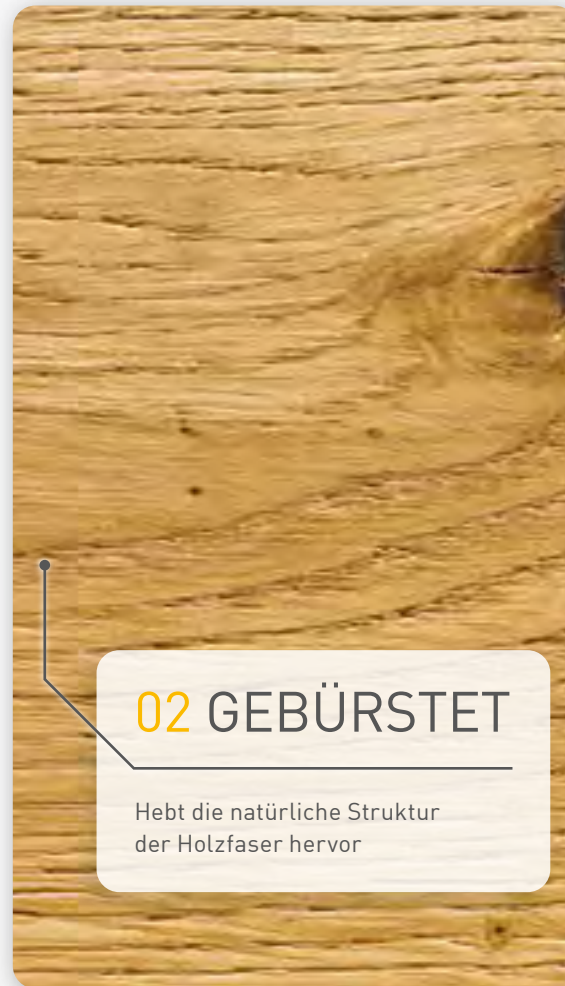 02 GEBÜRSTET
Hebt die natürliche Struktur
der Holzfaser hervor